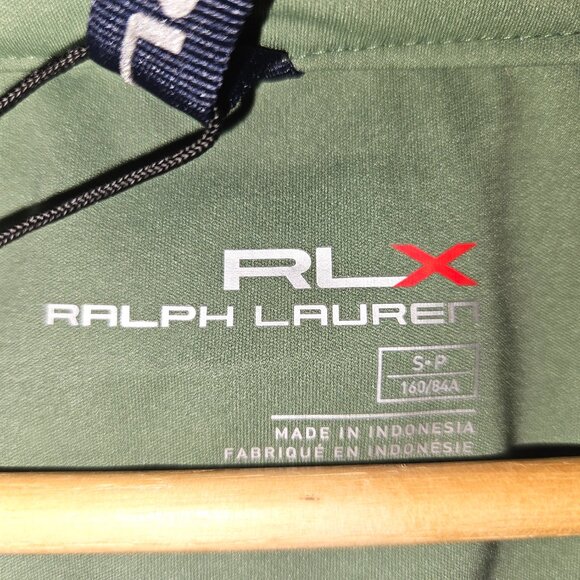 RLX
RALPH LAUREN
S•P
160/84A
MADE IN INDONESIA
FABRIQUÉ EN INDONÉSIE